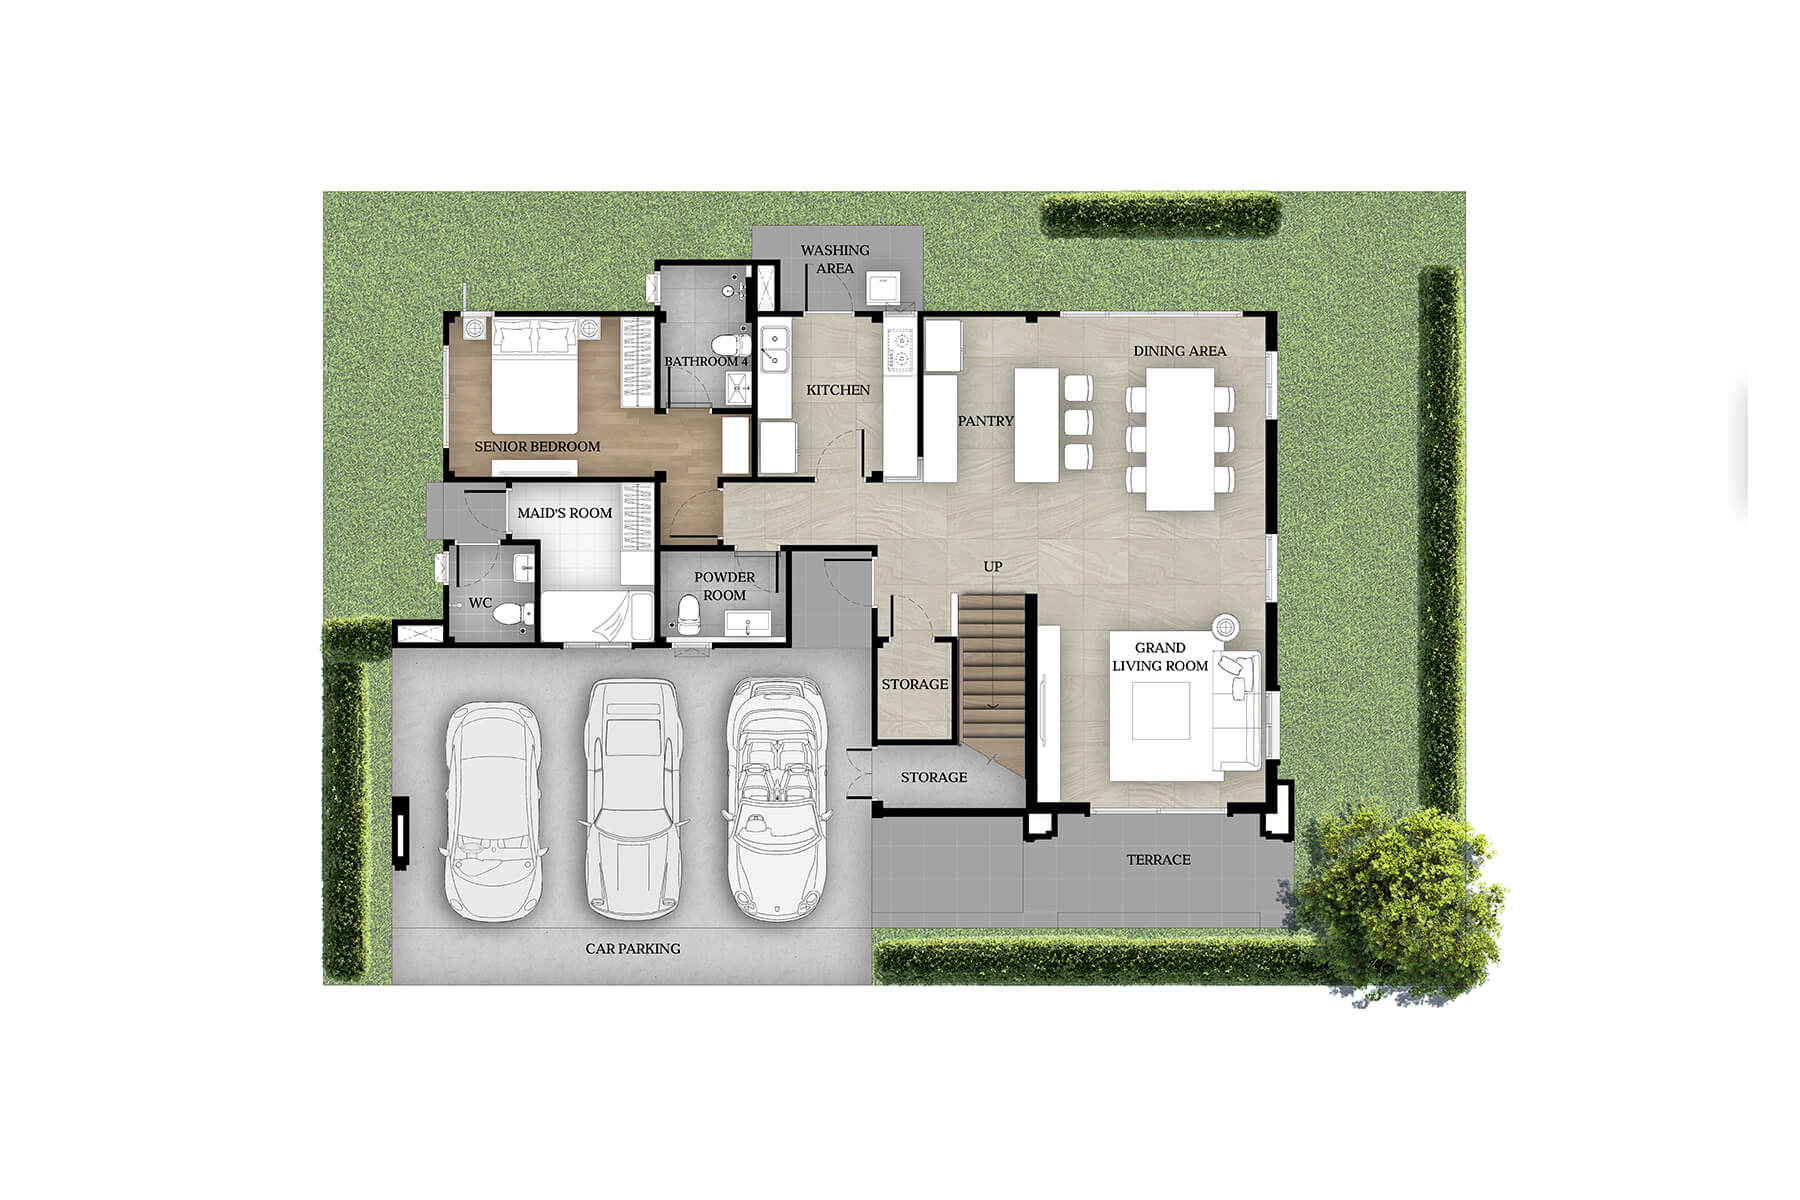 WASHING
AREA
DINING AREA
BATHROOM 4
KITCHEN
PANTRY
SENIOR BEDROOM
MAID'S ROOM
UP
POWDER
ROOM
WC
GRAND
LIVING ROOM
STORAGE
STORAGE
TERRACE
CAR PARKING